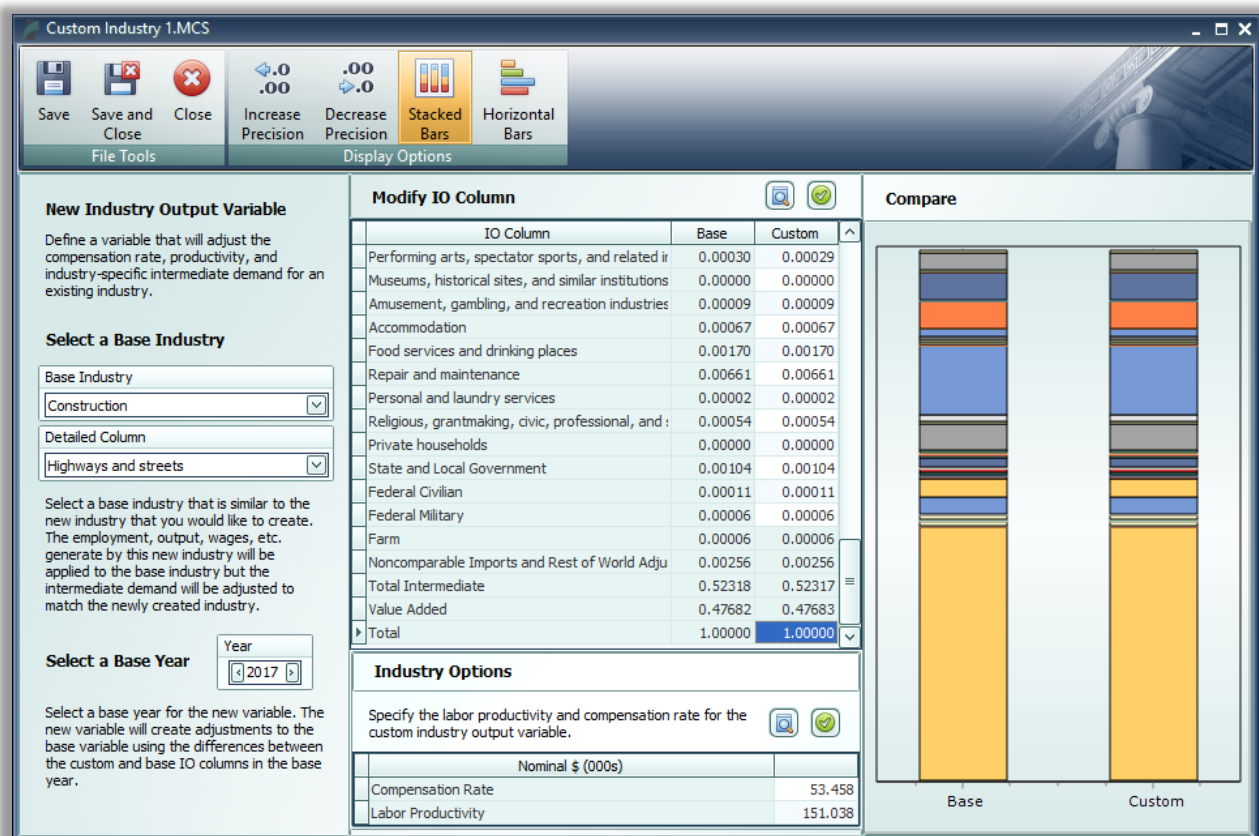 Custom Industry 1.MCS
Save
Save and
Close
Close
Increase
Precision
Decrease
Precision
Stacked
Bars
Horizontal
Bars
File Tools
Display Options
New Industry Output Variable
Define a variable that will adjust the
compensation rate, productivity, and
industry-specific intermediate demand for an
existing industry.
Select a Base Industry
Base Industry
Construction
Detailed Column
Highways and streets
Select a base industry that is similar to the
new industry that you would like to create.
The employment, output, wages, etc.
generate by this new industry will be
applied to the base industry but the
intermediate demand will be adjusted to
match the newly created industry.
Select a Base Year
Year
2017
Select a base year for the new variable. The
new variable will create adjustments to the
base variable using the differences between
the custom and base IO columns in the base
year.
Modify IO Column
IO Column Base Custom
Performing arts, spectator sports, and related ir 0.00030 0.00029
Museums, historical sites, and similar institutions 0.00000 0.00000
Amusement, gambling, and recreation industries 0.00009 0.00009
Accommodation 0.00067 0.00067
Food services and drinking places 0.00170 0.00170
Repair and maintenance 0.00661 0.00661
Personal and laundry services 0.00002 0.00002
Religious, grantmaking, civic, professional, and s 0.00054 0.00054
Private households 0.00000 0.00000
State and Local Government 0.00104 0.00104
Federal Civilian 0.00011 0.00011
Federal Military 0.00006 0.00006
Farm 0.00006 0.00006
Noncomparable Imports and Rest of World Adju 0.00256 0.00256
Total Intermediate 0.52318 0.52317
Value Added 0.47682 0.47683
Total 1.00000 1.00000
Industry Options
Specify the labor productivity and compensation rate for the
custom industry output variable.
Nominal $ (000s)
Compensation Rate 53.458
Labor Productivity 151.038
Compare
Base
Custom